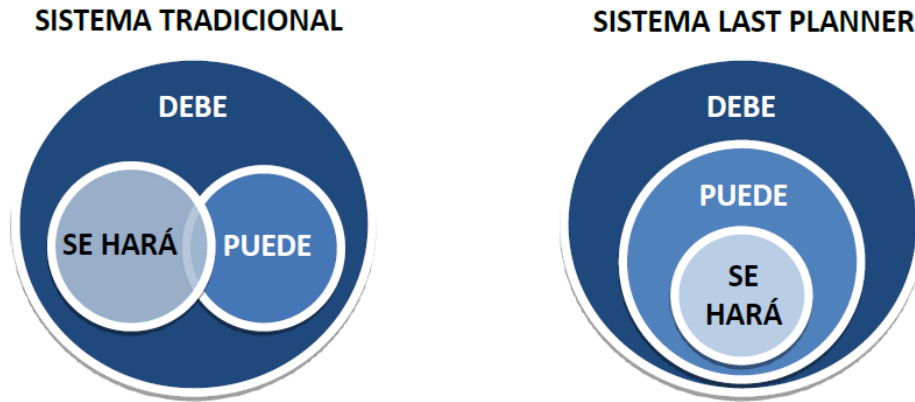 SISTEMA TRADICIONAL
DEBE
SE HARÁ
PUEDE
SISTEMA LAST PLANNER
DEBE
PUEDE
SE
HARÁ